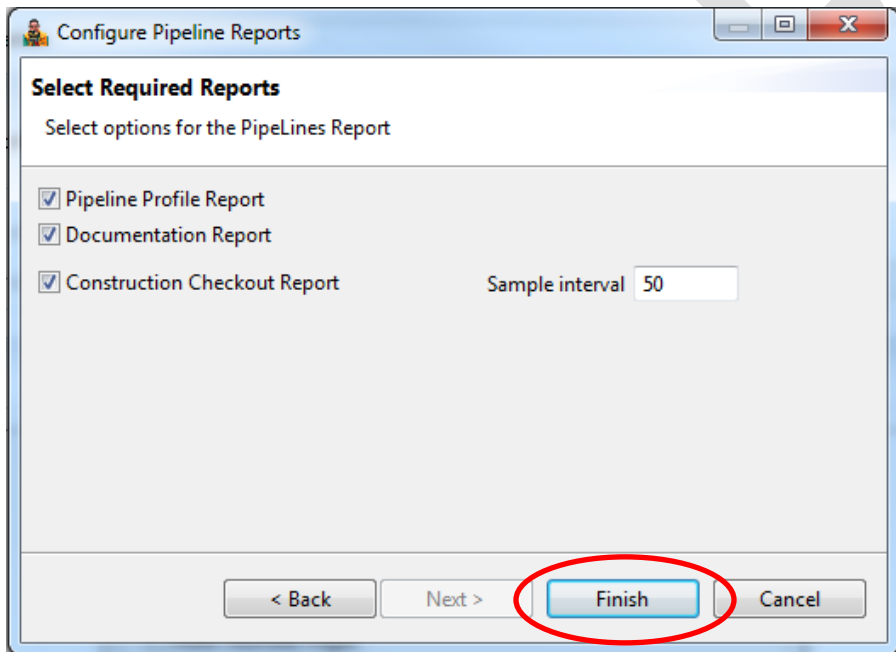 Configure Pipeline Reports
Select Required Reports
Select options for the PipeLines Report
Pipeline Profile Report
Documentation Report
Construction Checkout Report Sample interval 50
< Back Next > Finish Cancel